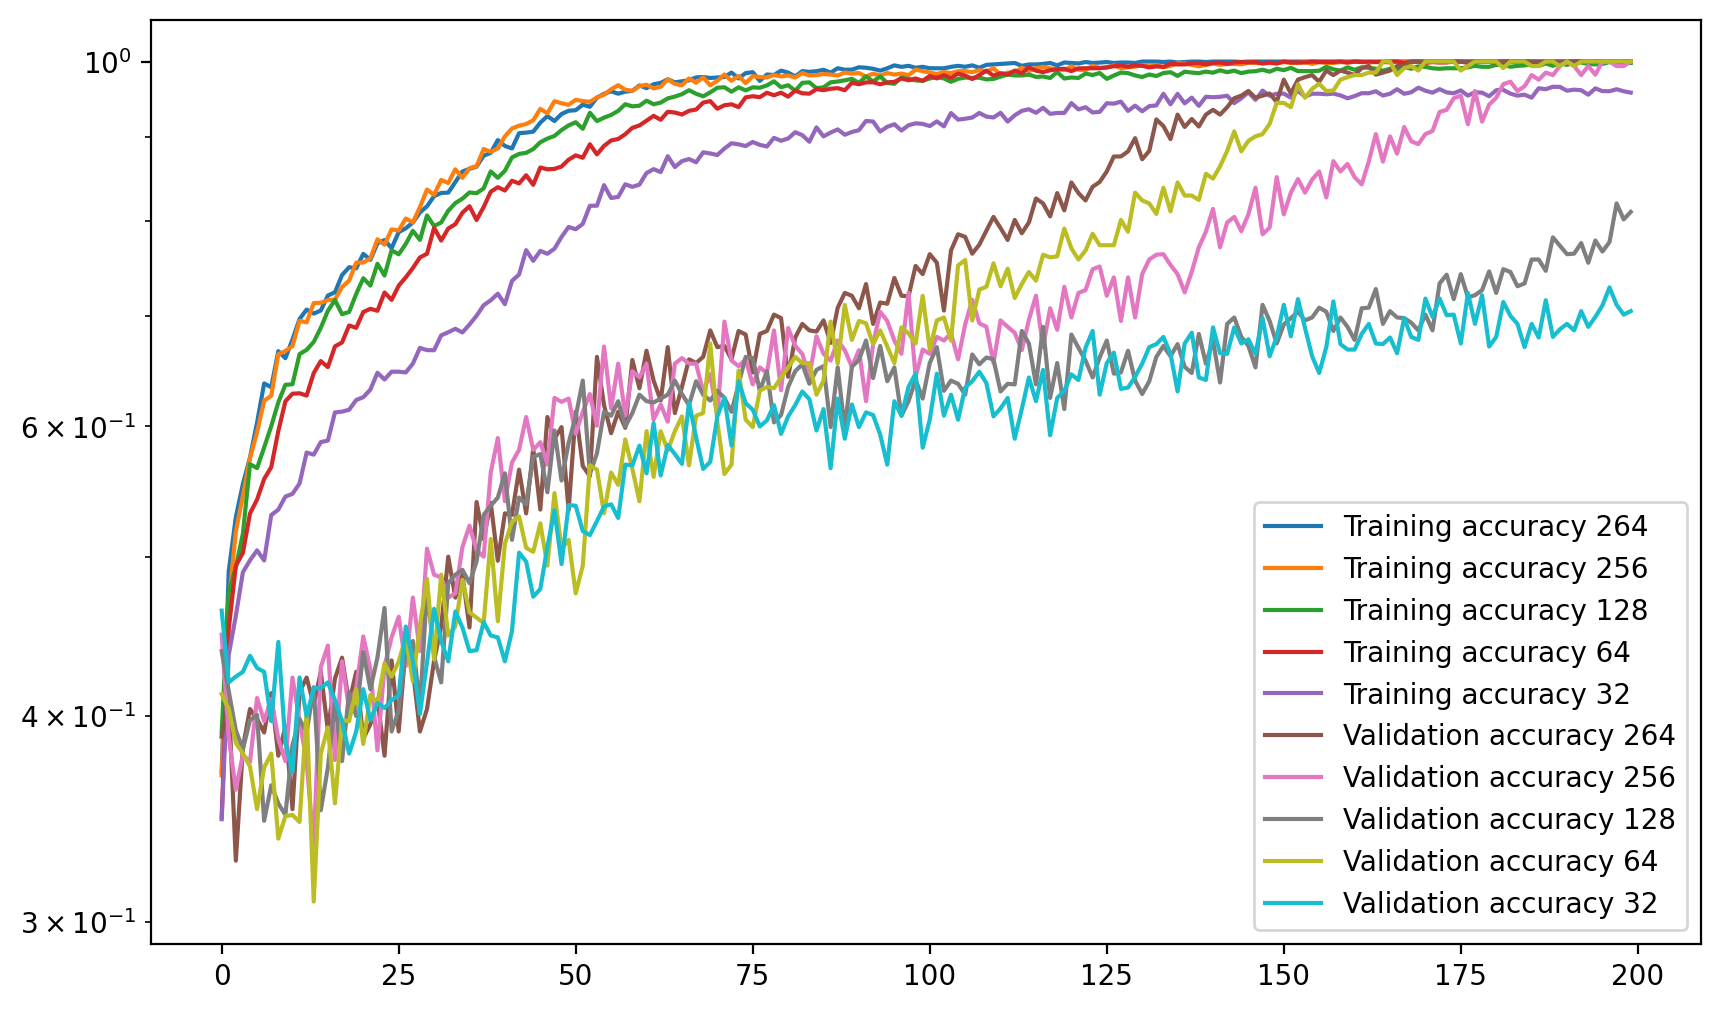 10⁰
6 × 10⁻¹
4 × 10⁻¹
3 × 10⁻¹
Training accuracy 264
Training accuracy 256
Training accuracy 128
Training accuracy 64
Training accuracy 32
Validation accuracy 264
Validation accuracy 256
Validation accuracy 128
Validation accuracy 64
Validation accuracy 32
0 25 50 75 100 125 150 175 200